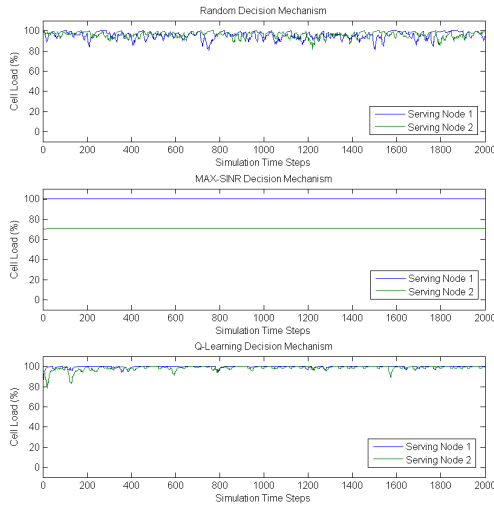 Random Decision Mechanism
Cell Load (%)
100
80
60
40
20
0
Serving Node 1
Serving Node 2
0 200 400 600 800 1000 1200 1400 1600 1800 2000
Simulation Time Steps
MAX-SINR Decision Mechanism
Cell Load (%)
100
80
60
40
20
0
Serving Node 1
Serving Node 2
0 200 400 600 800 1000 1200 1400 1600 1800 2000
Simulation Time Steps
Q-Learning Decision Mechanism
Cell Load (%)
100
80
60
40
20
0
Serving Node 1
Serving Node 2
0 200 400 600 800 1000 1200 1400 1600 1800 2000
Simulation Time Steps